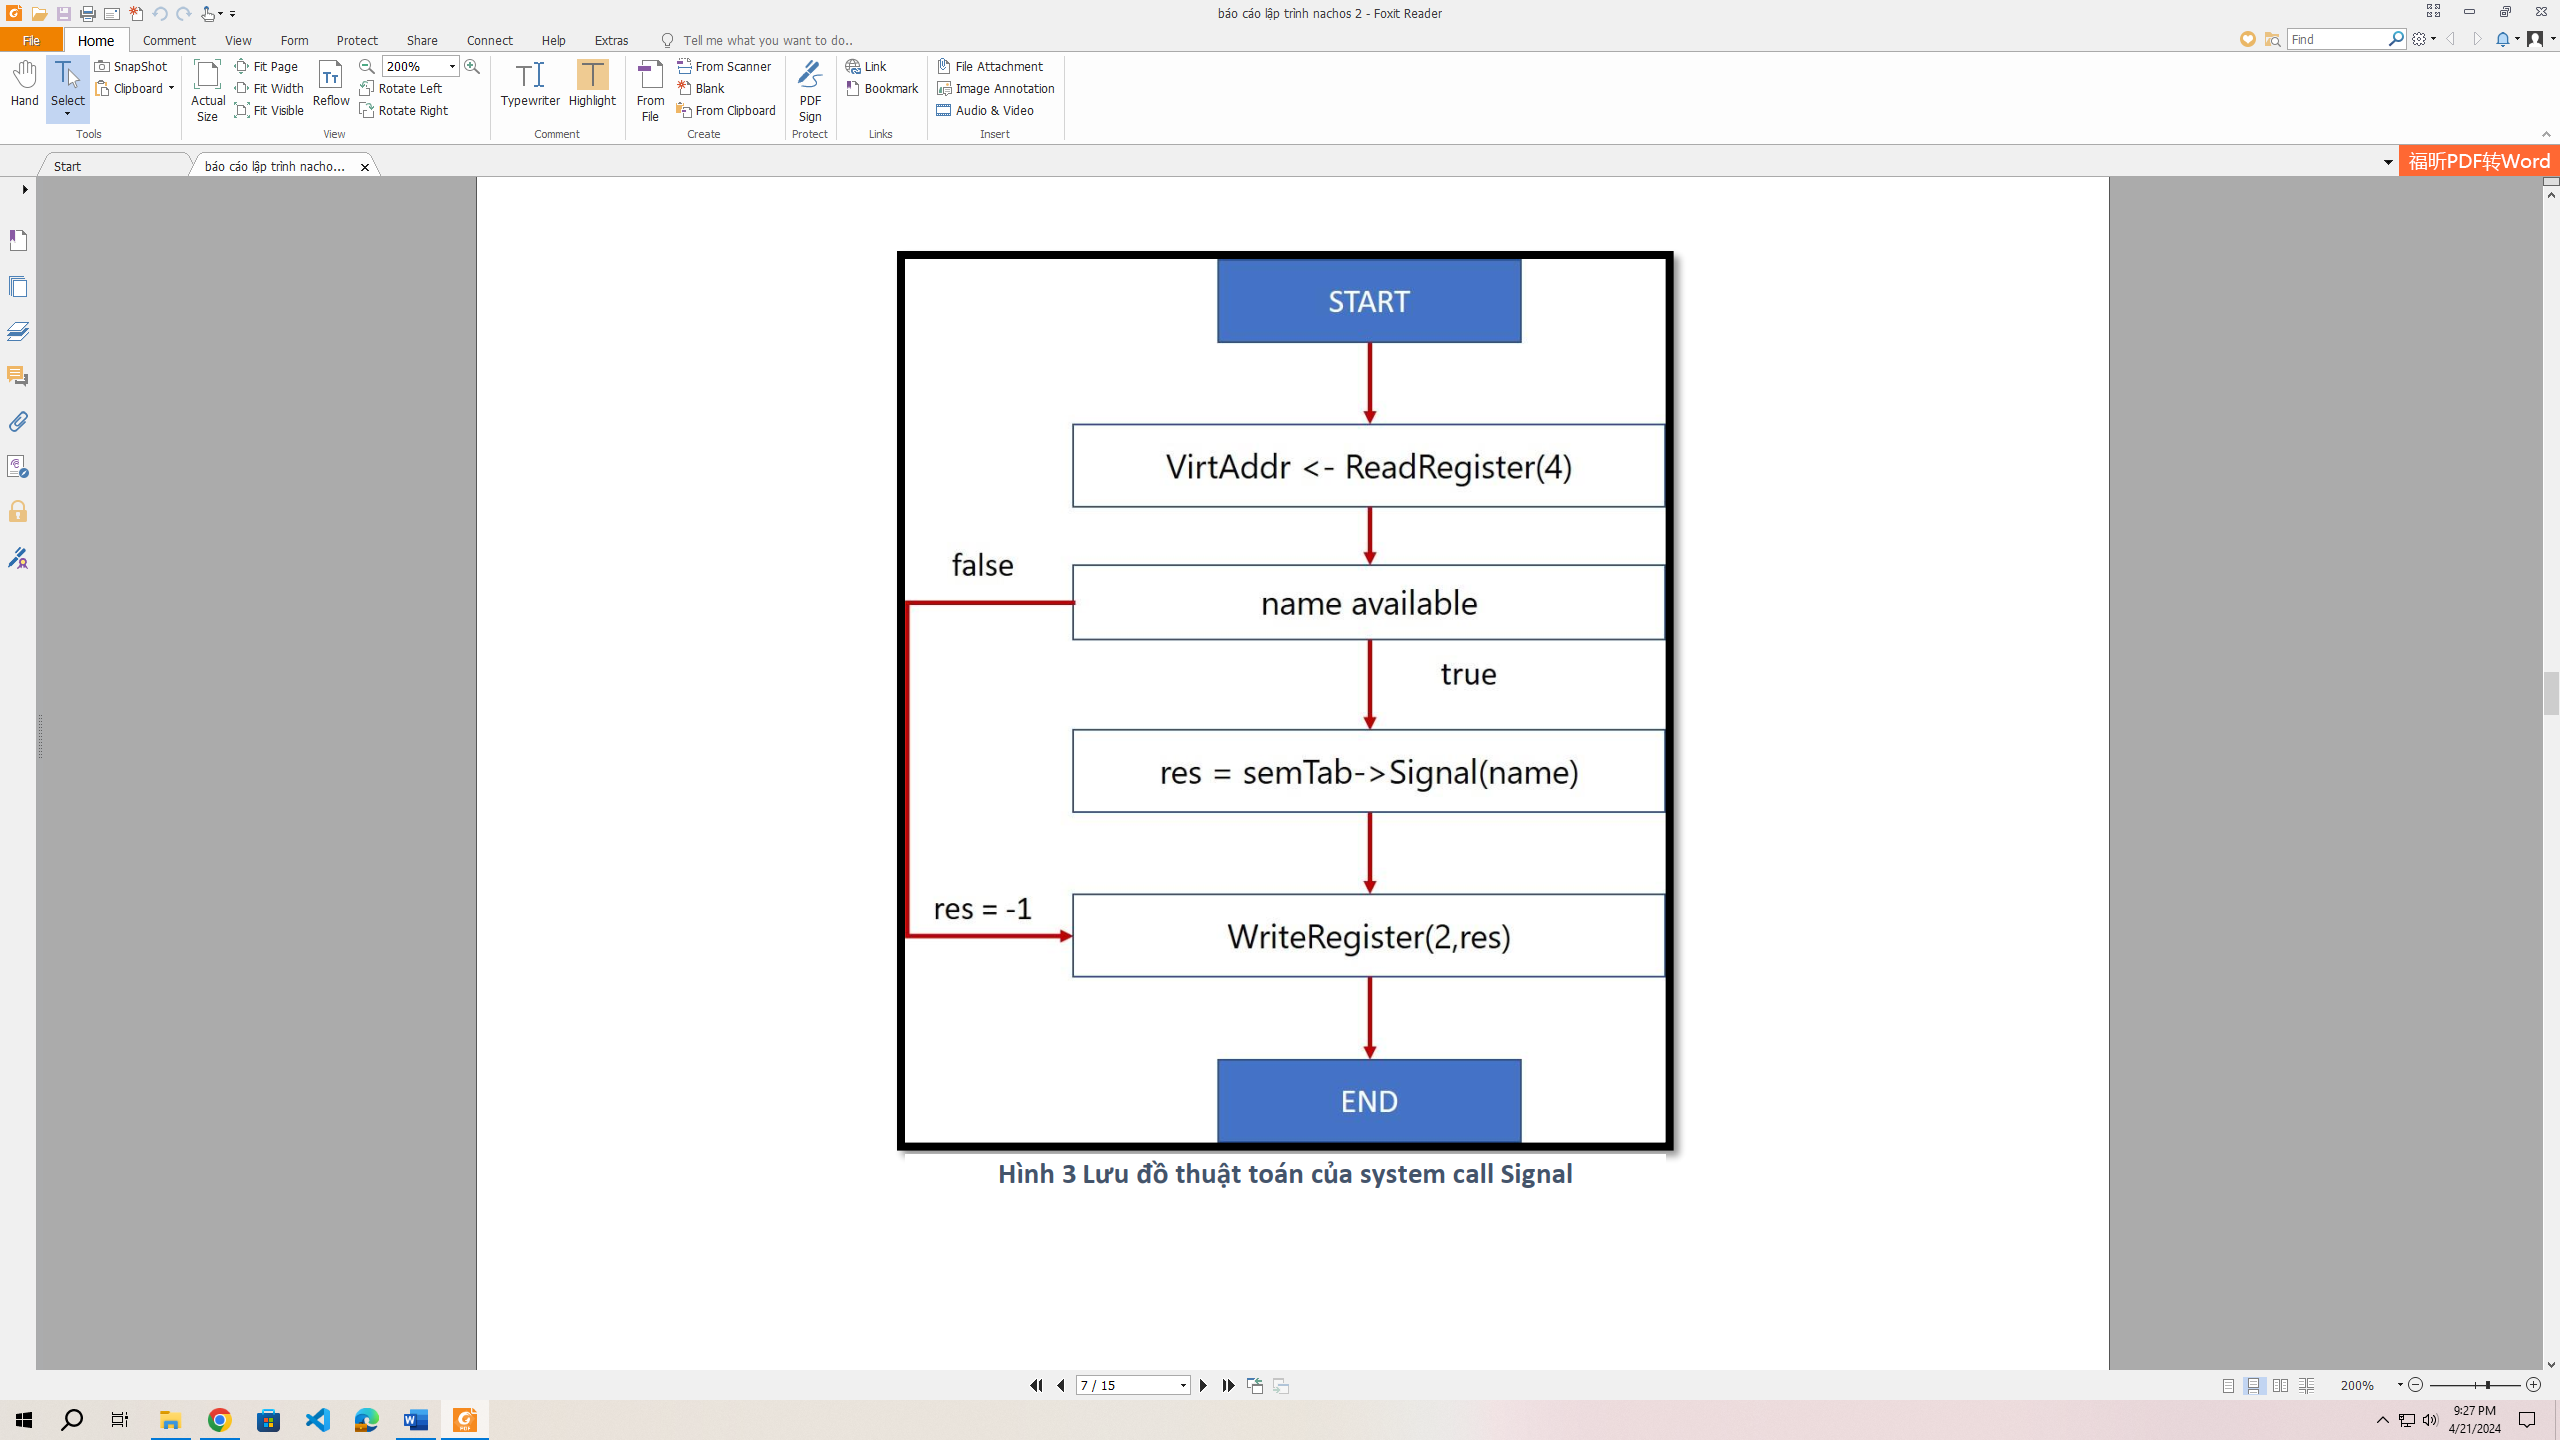 báo cáo lập trình nachos 2 - Foxit Reader
File Home Comment View Form Protect Share Connect Help Extras Tell me what you want to do.. Find
Hand
Select
SnapShot
Clipboard
Tools
Actual Size
Fit Page
Fit Width
Fit Visible
Reflow
200%
Rotate Left
Rotate Right
View
Typewriter
Highlight
Comment
From File
From Scanner
Blank
From Clipboard
Create
PDF Sign
Protect
Link
Bookmark
Links
File Attachment
Image Annotation
Audio & Video
Insert
Start
báo cáo lập trình nacho...
福昕PDF转Word
START
VirtAddr <- ReadRegister(4)
false
name available
true
res = semTab->Signal(name)
res = -1
WriteRegister(2,res)
END
Hình 3 Lưu đồ thuật toán của system call Signal
7 / 15
200%
9:27 PM
4/21/2024